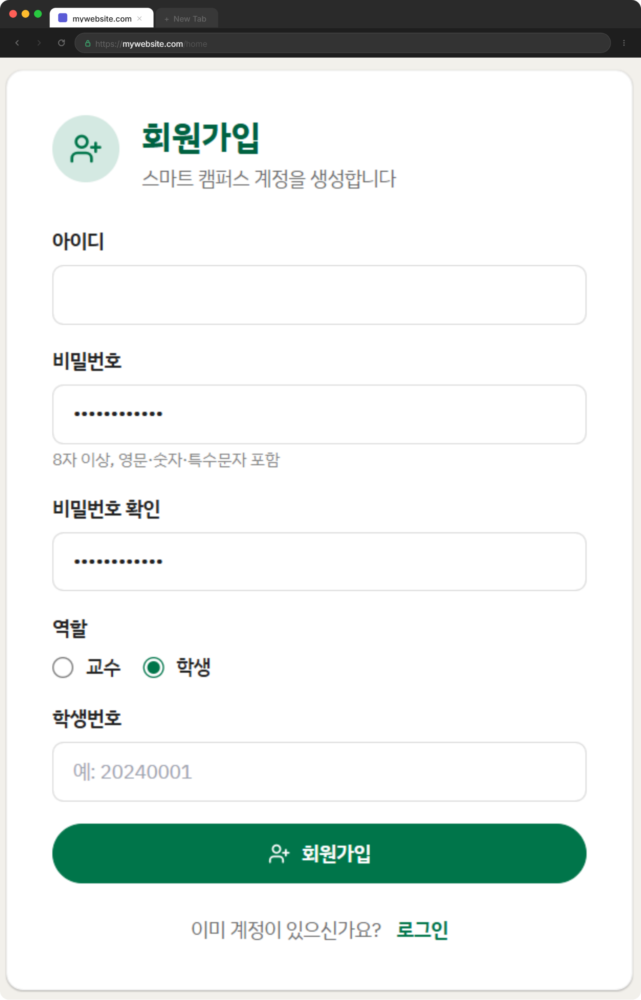 mywebsite.com
+ New Tab
https://mywebsite.com/home
회원가입
스마트 캠퍼스 계정을 생성합니다
아이디
비밀번호
••••••••••••
8자 이상, 영문·숫자·특수문자 포함
비밀번호 확인
••••••••••••
역할
교수 학생
학생번호
예: 20240001
회원가입
이미 계정이 있으신가요? 로그인